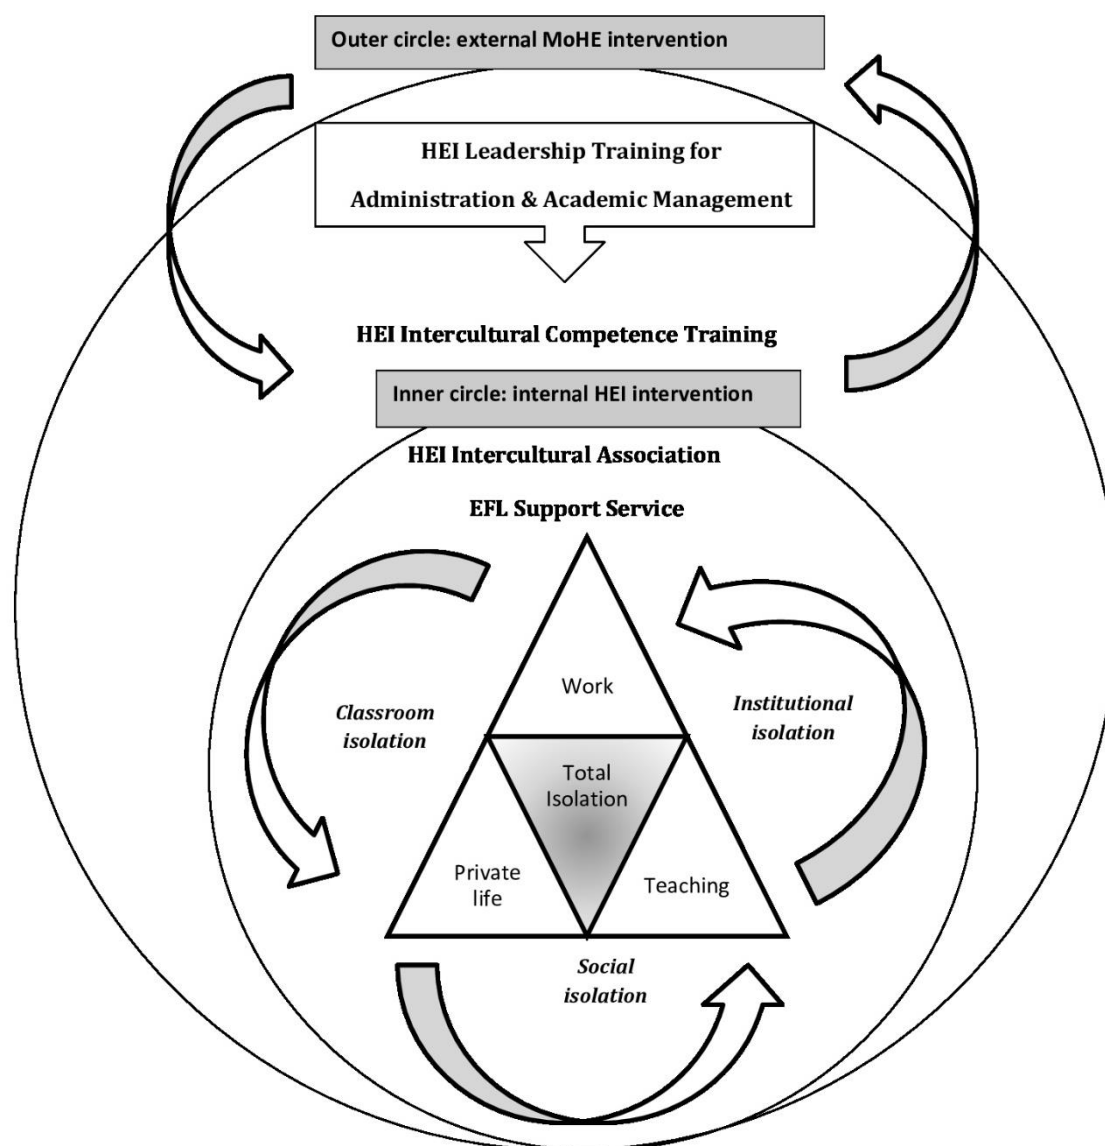 Outer circle: external MoHE intervention
HEI Leadership Training for
Administration & Academic Management
HEI Intercultural Competence Training
Inner circle: internal HEI intervention
HEI Intercultural Association
EFL Support Service
Work
Classroom
isolation
Institutional
isolation
Total
Isolation
Private
life
Teaching
Social
isolation